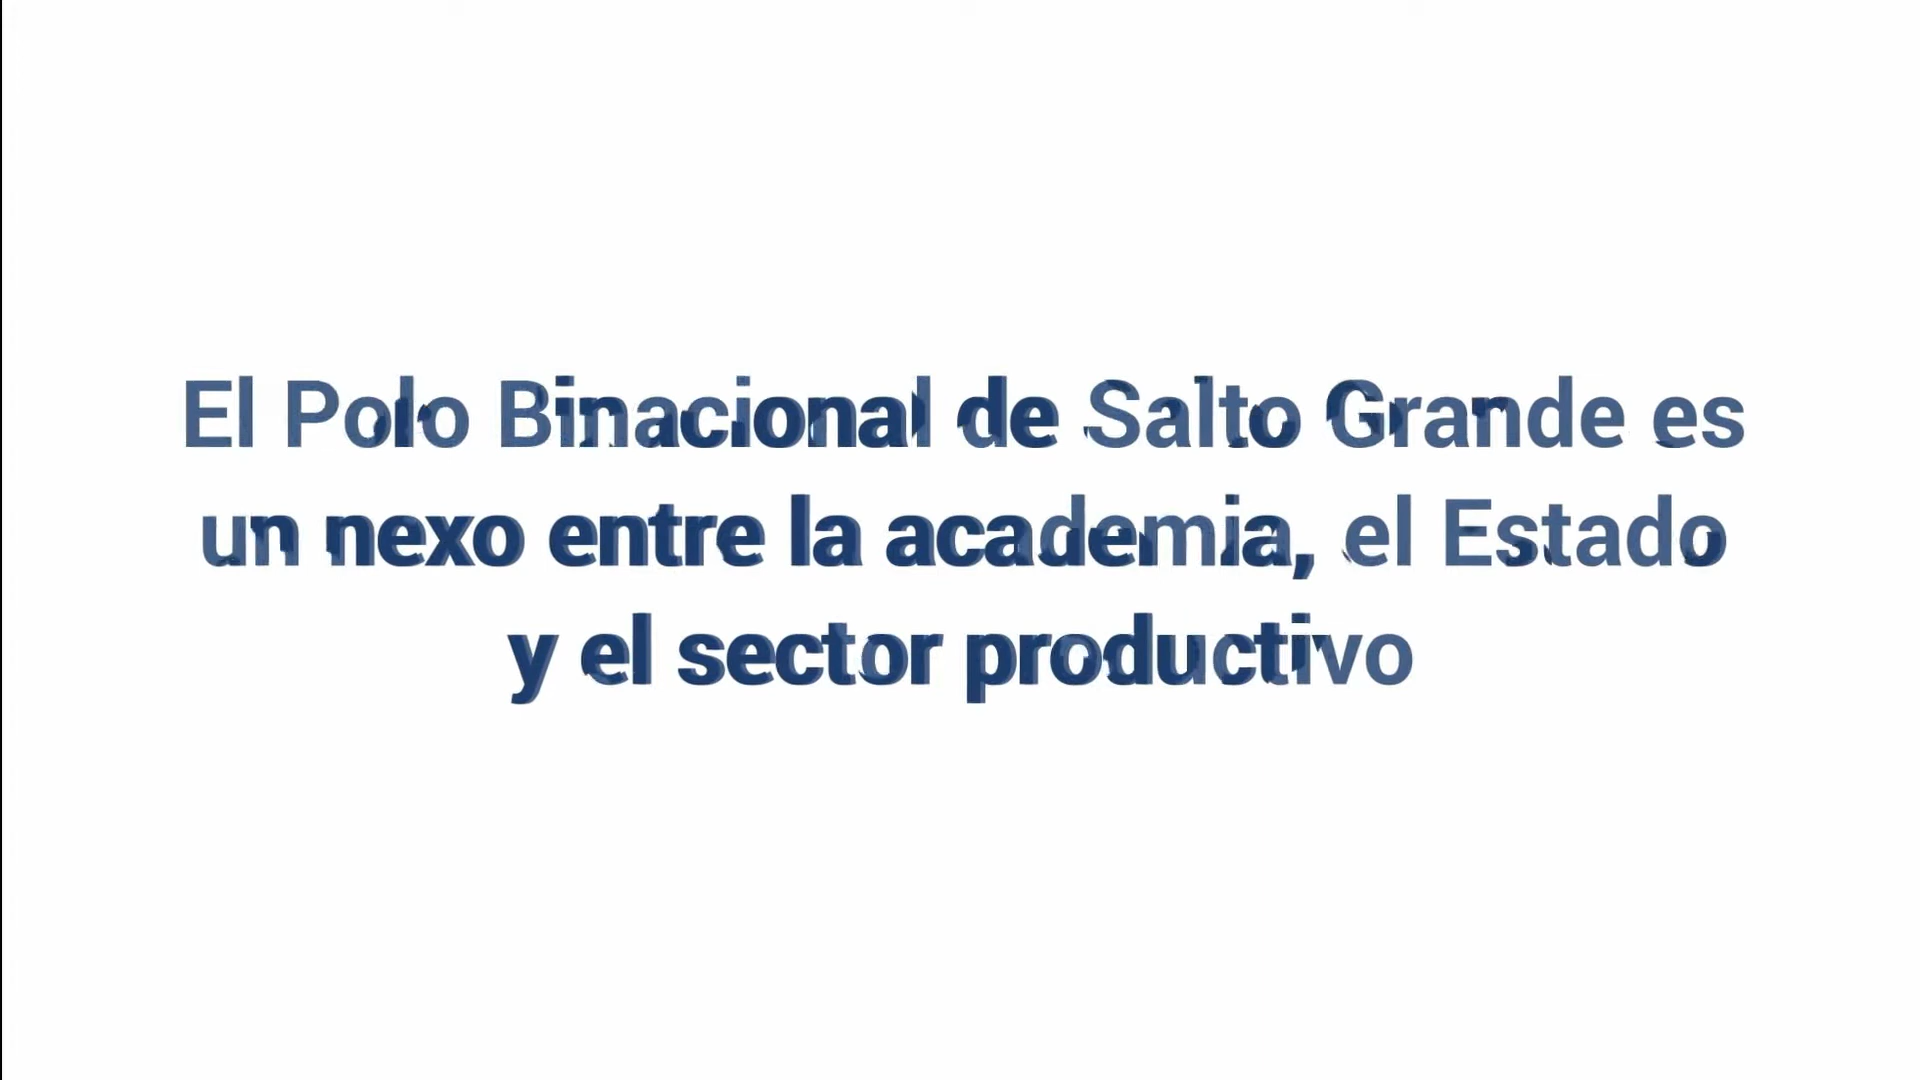 El Polo Binacional de Salto Grande es
un nexo entre la academia, el Estado
y el sector productivo